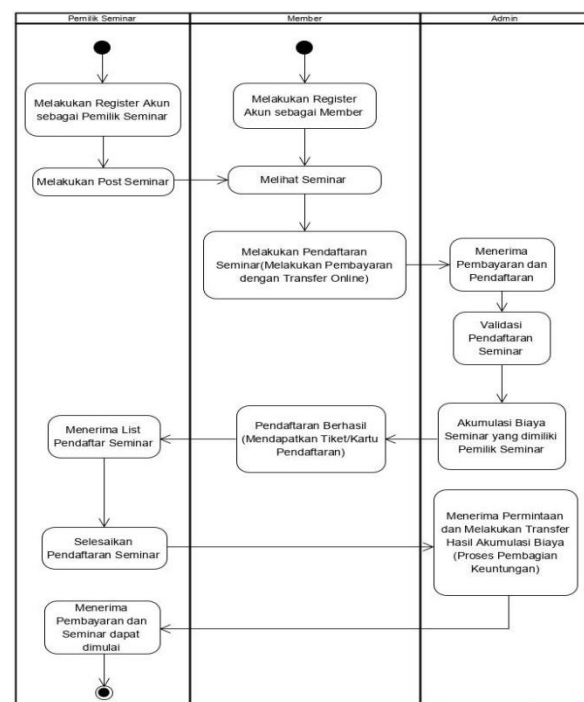 Pemilik Seminar
Member
Admin
Melakukan Register Akun
sebagai Pemilik Seminar
Melakukan Register
Akun sebagai Member
Melakukan Post Seminar
Melihat Seminar
Melakukan Pendaftaran
Seminar(Melakukan Pembayaran
dengan Transfer Online)
Menerima
Pembayaran dan
Pendaftaran
Validasi
Pendaftaran
Seminar
Akumulasi Biaya
Seminar yang dimiliki
Pemilik Seminar
Pendaftaran Berhasil
(Mendapatkan Tiket/Kartu
Pendaftaran)
Menerima List
Pendaftar Seminar
Selesaikan
Pendaftaran Seminar
Menerima Permintaan
dan Melakukan Transfer
Hasil Akumulasi Biaya
(Proses Pembagian
Keuntungan)
Menerima
Pembayaran dan
Seminar dapat
dimulai